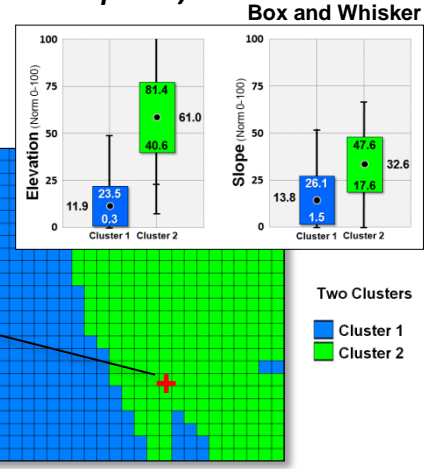 Box and Whisker
Elevation (Norm 0-100)
100
75
50
25
0
81.4
61.0
40.6
23.5
11.9
0.3
Cluster 1 Cluster 2
Slope (Norm 0-100)
100
75
50
25
0
47.6
32.6
17.6
26.1
13.8
1.5
Cluster 1 Cluster 2
Two Clusters
Cluster 1
Cluster 2